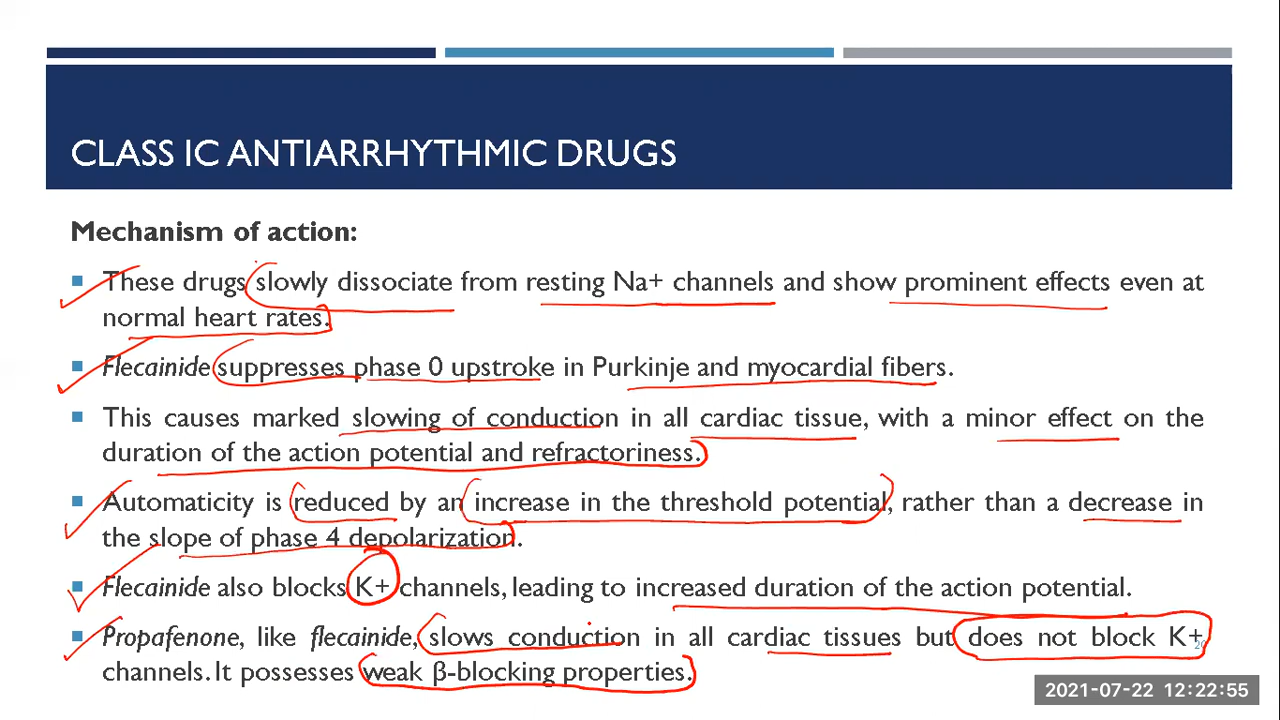 CLASS IC ANTIARRHYTHMIC DRUGS
Mechanism of action:
These drugs slowly dissociate from resting Na+ channels and show prominent effects even at
normal heart rates.
Flecainide suppresses phase 0 upstroke in Purkinje and myocardial fibers.
This causes marked slowing of conduction in all cardiac tissue, with a minor effect on the
duration of the action potential and refractoriness.
Automaticity is reduced by an increase in the threshold potential, rather than a decrease in
the slope of phase 4 depolarization.
Flecainide also blocks K+ channels, leading to increased duration of the action potential.
Propafenone, like flecainide, slows conduction in all cardiac tissues but does not block K+
channels. It possesses weak β-blocking properties.
2021-07-22 12:22:55